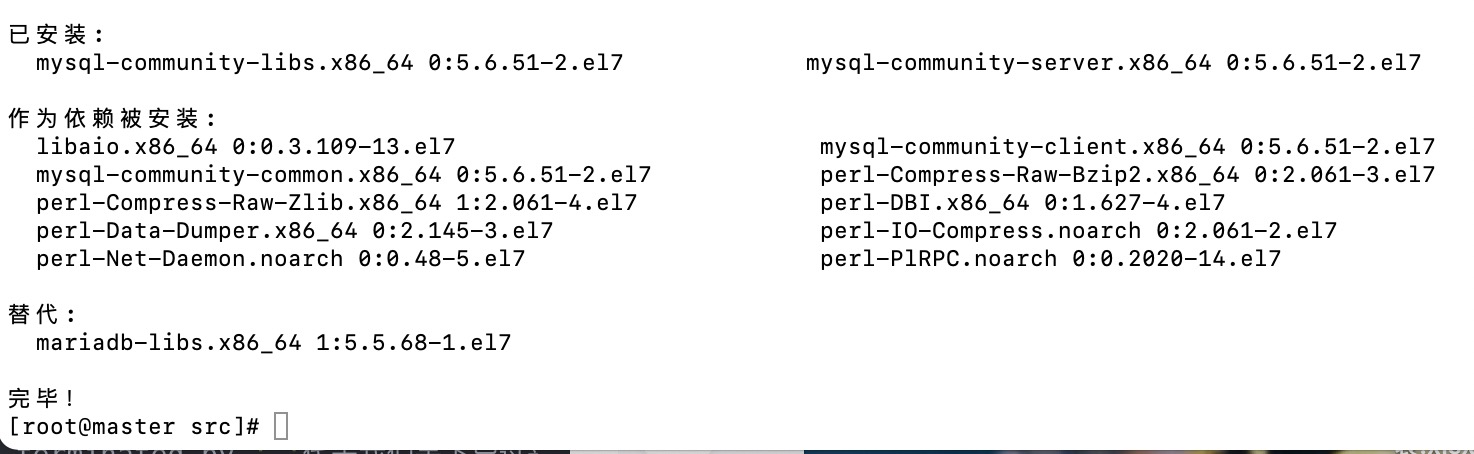 已安装:
mysql-community-libs.x86_64 0:5.6.51-2.el7 mysql-community-server.x86_64 0:5.6.51-2.el7
作为依赖被安装:
libaio.x86_64 0:0.3.109-13.el7 mysql-community-client.x86_64 0:5.6.51-2.el7
mysql-community-common.x86_64 0:5.6.51-2.el7 perl-Compress-Raw-Bzip2.x86_64 0:2.061-3.el7
perl-Compress-Raw-Zlib.x86_64 1:2.061-4.el7 perl-DBI.x86_64 0:1.627-4.el7
perl-Data-Dumper.x86_64 0:2.145-3.el7 perl-IO-Compress.noarch 0:2.061-2.el7
perl-Net-Daemon.noarch 0:0.48-5.el7 perl-PlRPC.noarch 0:0.2020-14.el7
替代:
mariadb-libs.x86_64 1:5.5.68-1.el7
完毕!
[root@master src]#